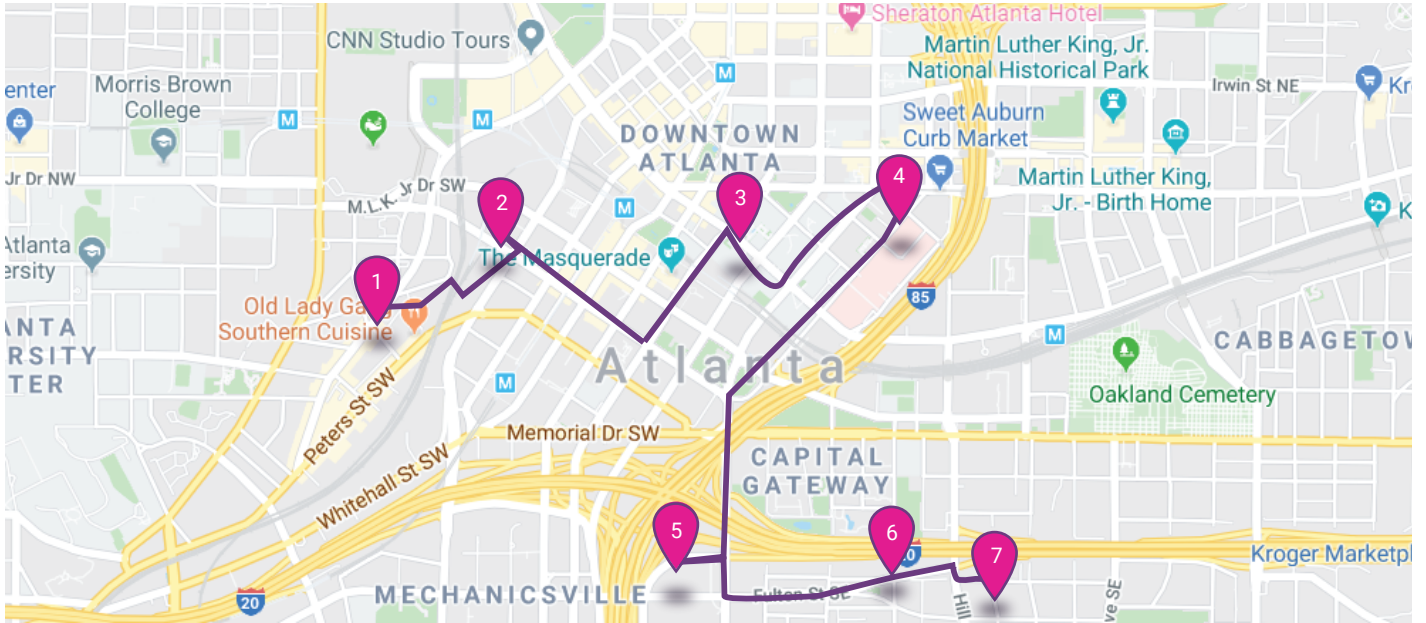 Sheraton Atlanta Hotel
CNN Studio Tours
Martin Luther King, Jr.
National Historical Park
Irwin St NE
enter
Morris Brown
College
M
M
M
Kr
Sweet Auburn
Curb Market
DOWNTOWN
ATLANTA
Jr Dr NW
M.L.K. Jr Dr SW
2
3
4
M
Martin Luther King,
Jr. - Birth Home
K
Atlanta
ersity
The Masquerade
1
Old Lady Gang
Southern Cuisine
85
ANTA
RSITY
TER
M
CABBAGETOW
Atlanta
M
Oakland Cemetery
Peters St SW
Memorial Dr SW
Whitehall St SW
CAPITAL
GATEWAY
5
6
7
Kroger Marketpl
20
MECHANICSVILLE
Fulton St SE
Hill
ve SE